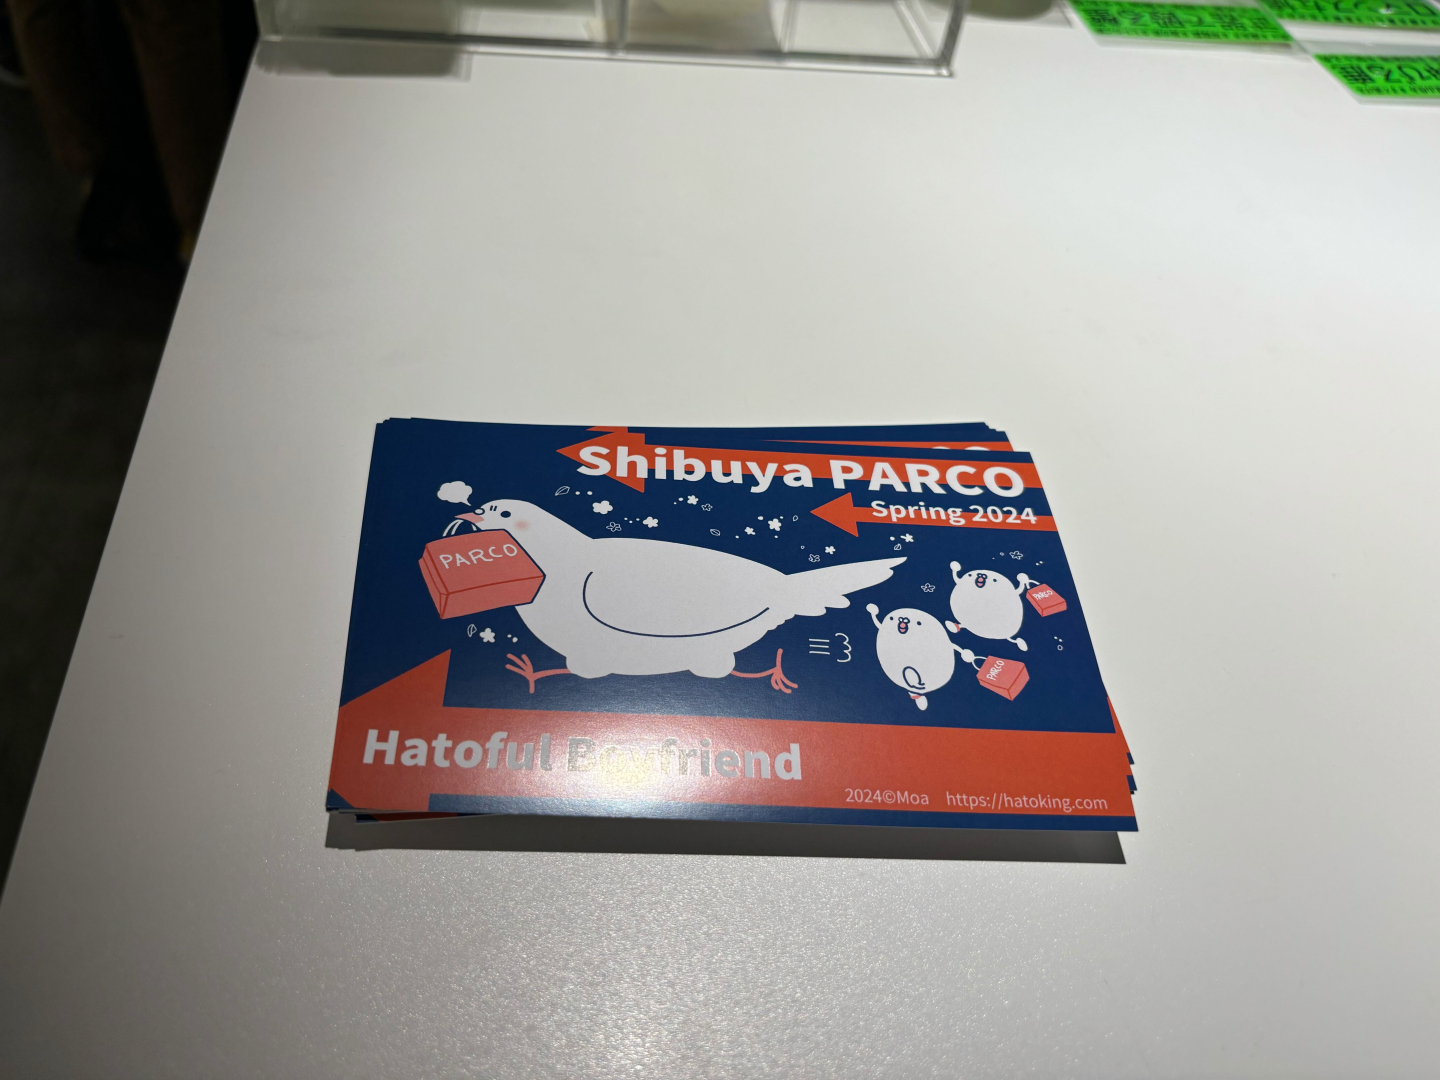 Shibuya PARCO
Spring 2024
PARCO
PARCO
PARCO
Hatoful Boyfriend
2024©Moa https://hatoking.com